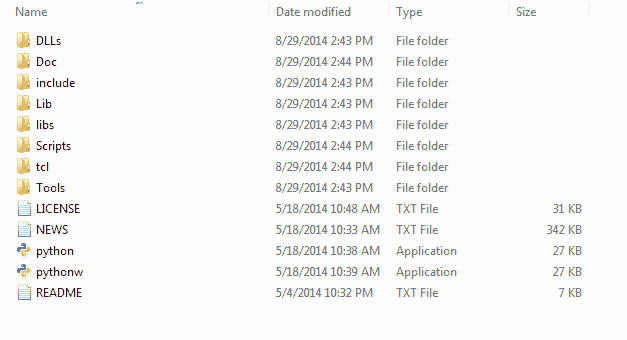 Name Date modified Type Size
DLLs 8/29/2014 2:43 PM File folder
Doc 8/29/2014 2:44 PM File folder
include 8/29/2014 2:43 PM File folder
Lib 8/29/2014 2:44 PM File folder
libs 8/29/2014 2:43 PM File folder
Scripts 8/29/2014 2:44 PM File folder
tcl 8/29/2014 2:44 PM File folder
Tools 8/29/2014 2:43 PM File folder
LICENSE 5/18/2014 10:48 AM TXT File 31 KB
NEWS 5/18/2014 10:33 AM TXT File 342 KB
python 5/18/2014 10:38 AM Application 27 KB
pythonw 5/18/2014 10:39 AM Application 27 KB
README 5/4/2014 10:32 PM TXT File 7 KB